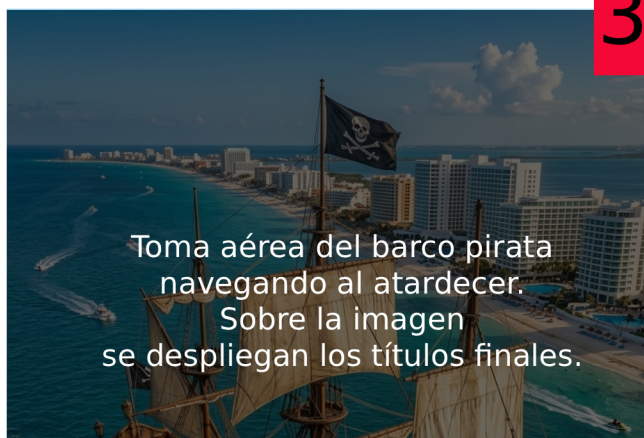 3
Toma aérea del barco pirata
navegando al atardecer.
Sobre la imagen
se despliegan los títulos finales.